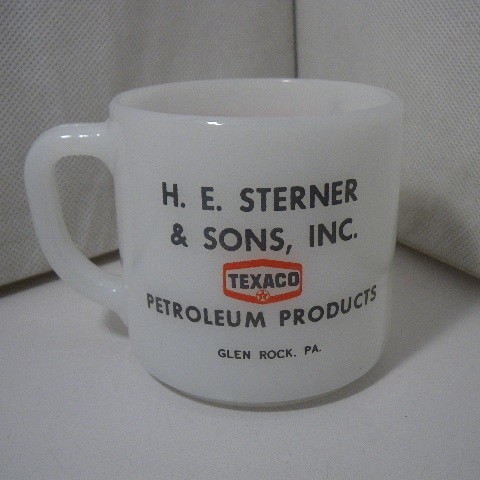 H. E. STERNER
& SONS, INC.
TEXACO
PETROLEUM PRODUCTS
GLEN ROCK, PA.